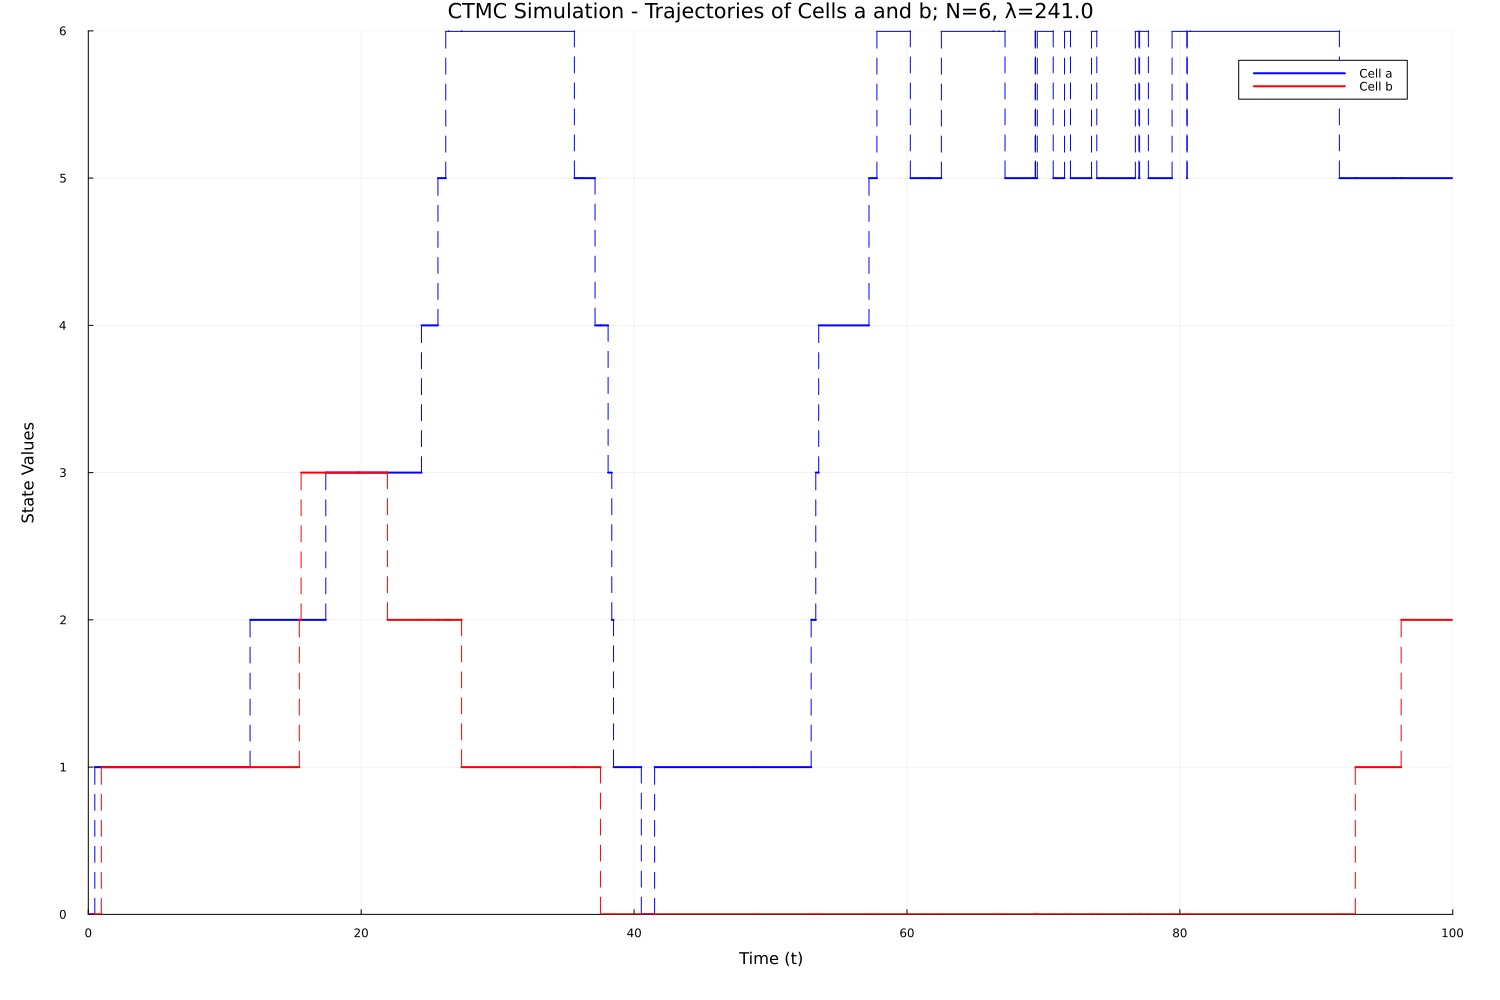 CTMC Simulation - Trajectories of Cells a and b; N=6, λ=241.0
6
Cell a
Cell b
5
4
State Values
3
2
1
0
0 20 40 60 80 100
Time (t)